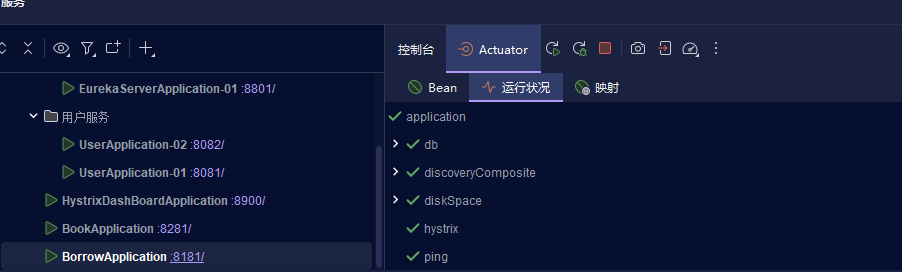 服务
控制台
Actuator
EurekaServerApplication-01 :8801/
用户服务
UserApplication-02 :8082/
UserApplication-01 :8081/
HystrixDashBoardApplication :8900/
BookApplication :8281/
BorrowApplication :8181/
Bean
运行状况
映射
application
db
discoveryComposite
diskSpace
hystrix
ping